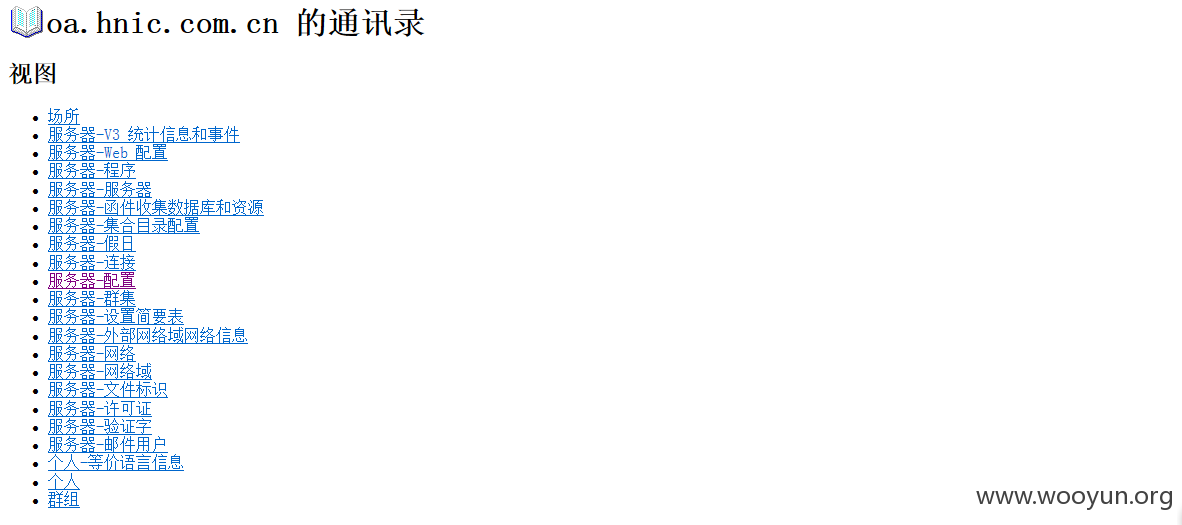 oa.hnic.com.cn 的通讯录
视图
场所
服务器-V3 统计信息和事件
服务器-Web 配置
服务器-程序
服务器-服务器
服务器-函件收集数据库和资源
服务器-集合目录配置
服务器-假日
服务器-连接
服务器-配置
服务器-群集
服务器-设置简要表
服务器-外部网络域网络信息
服务器-网络
服务器-网络域
服务器-文件标识
服务器-许可证
服务器-验证字
服务器-邮件用户
个人-等价语言信息
个人
群组
www.wooyun.org